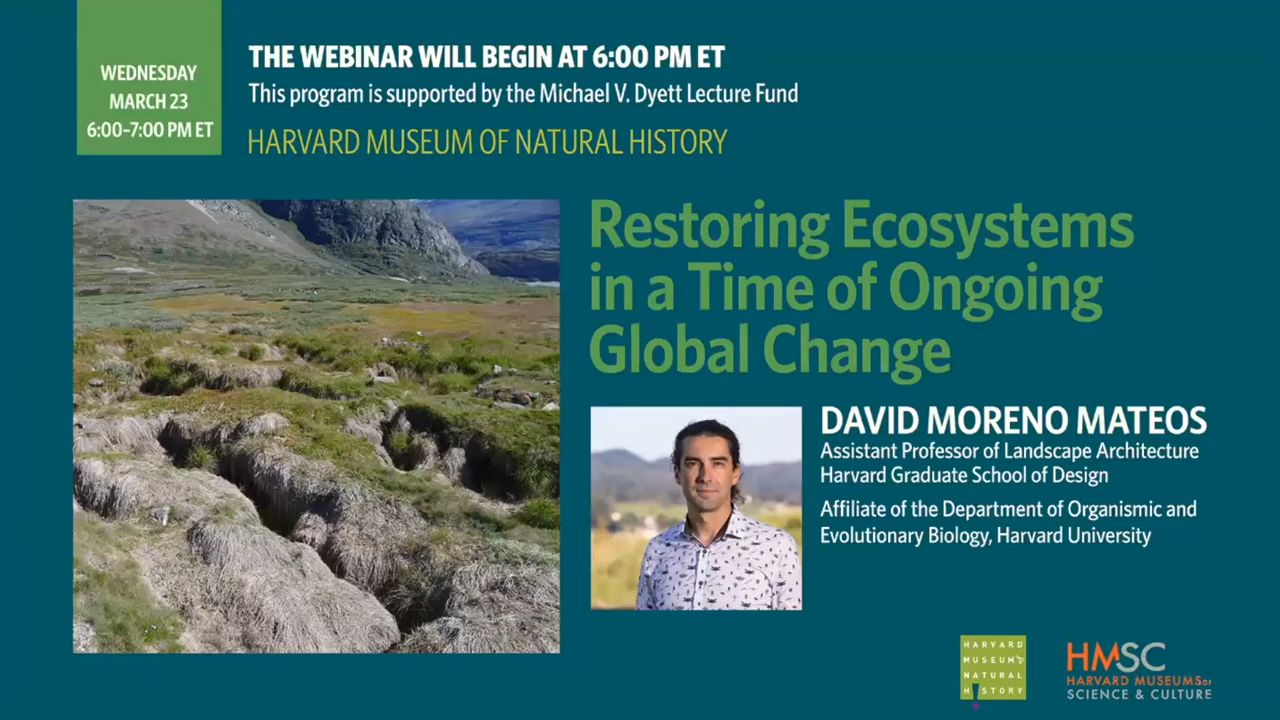 WEDNESDAY
MARCH 23
6:00–7:00 PM ET
THE WEBINAR WILL BEGIN AT 6:00 PM ET
This program is supported by the Michael V. Dyett Lecture Fund
HARVARD MUSEUM OF NATURAL HISTORY
Restoring Ecosystems
in a Time of Ongoing
Global Change
DAVID MORENO MATEOS
Assistant Professor of Landscape Architecture
Harvard Graduate School of Design
Affiliate of the Department of Organismic and
Evolutionary Biology, Harvard University
HARVARD
MUSEUM of
NATURAL
H!STORY
HMSC
HARVARD MUSEUMS of
SCIENCE & CULTURE